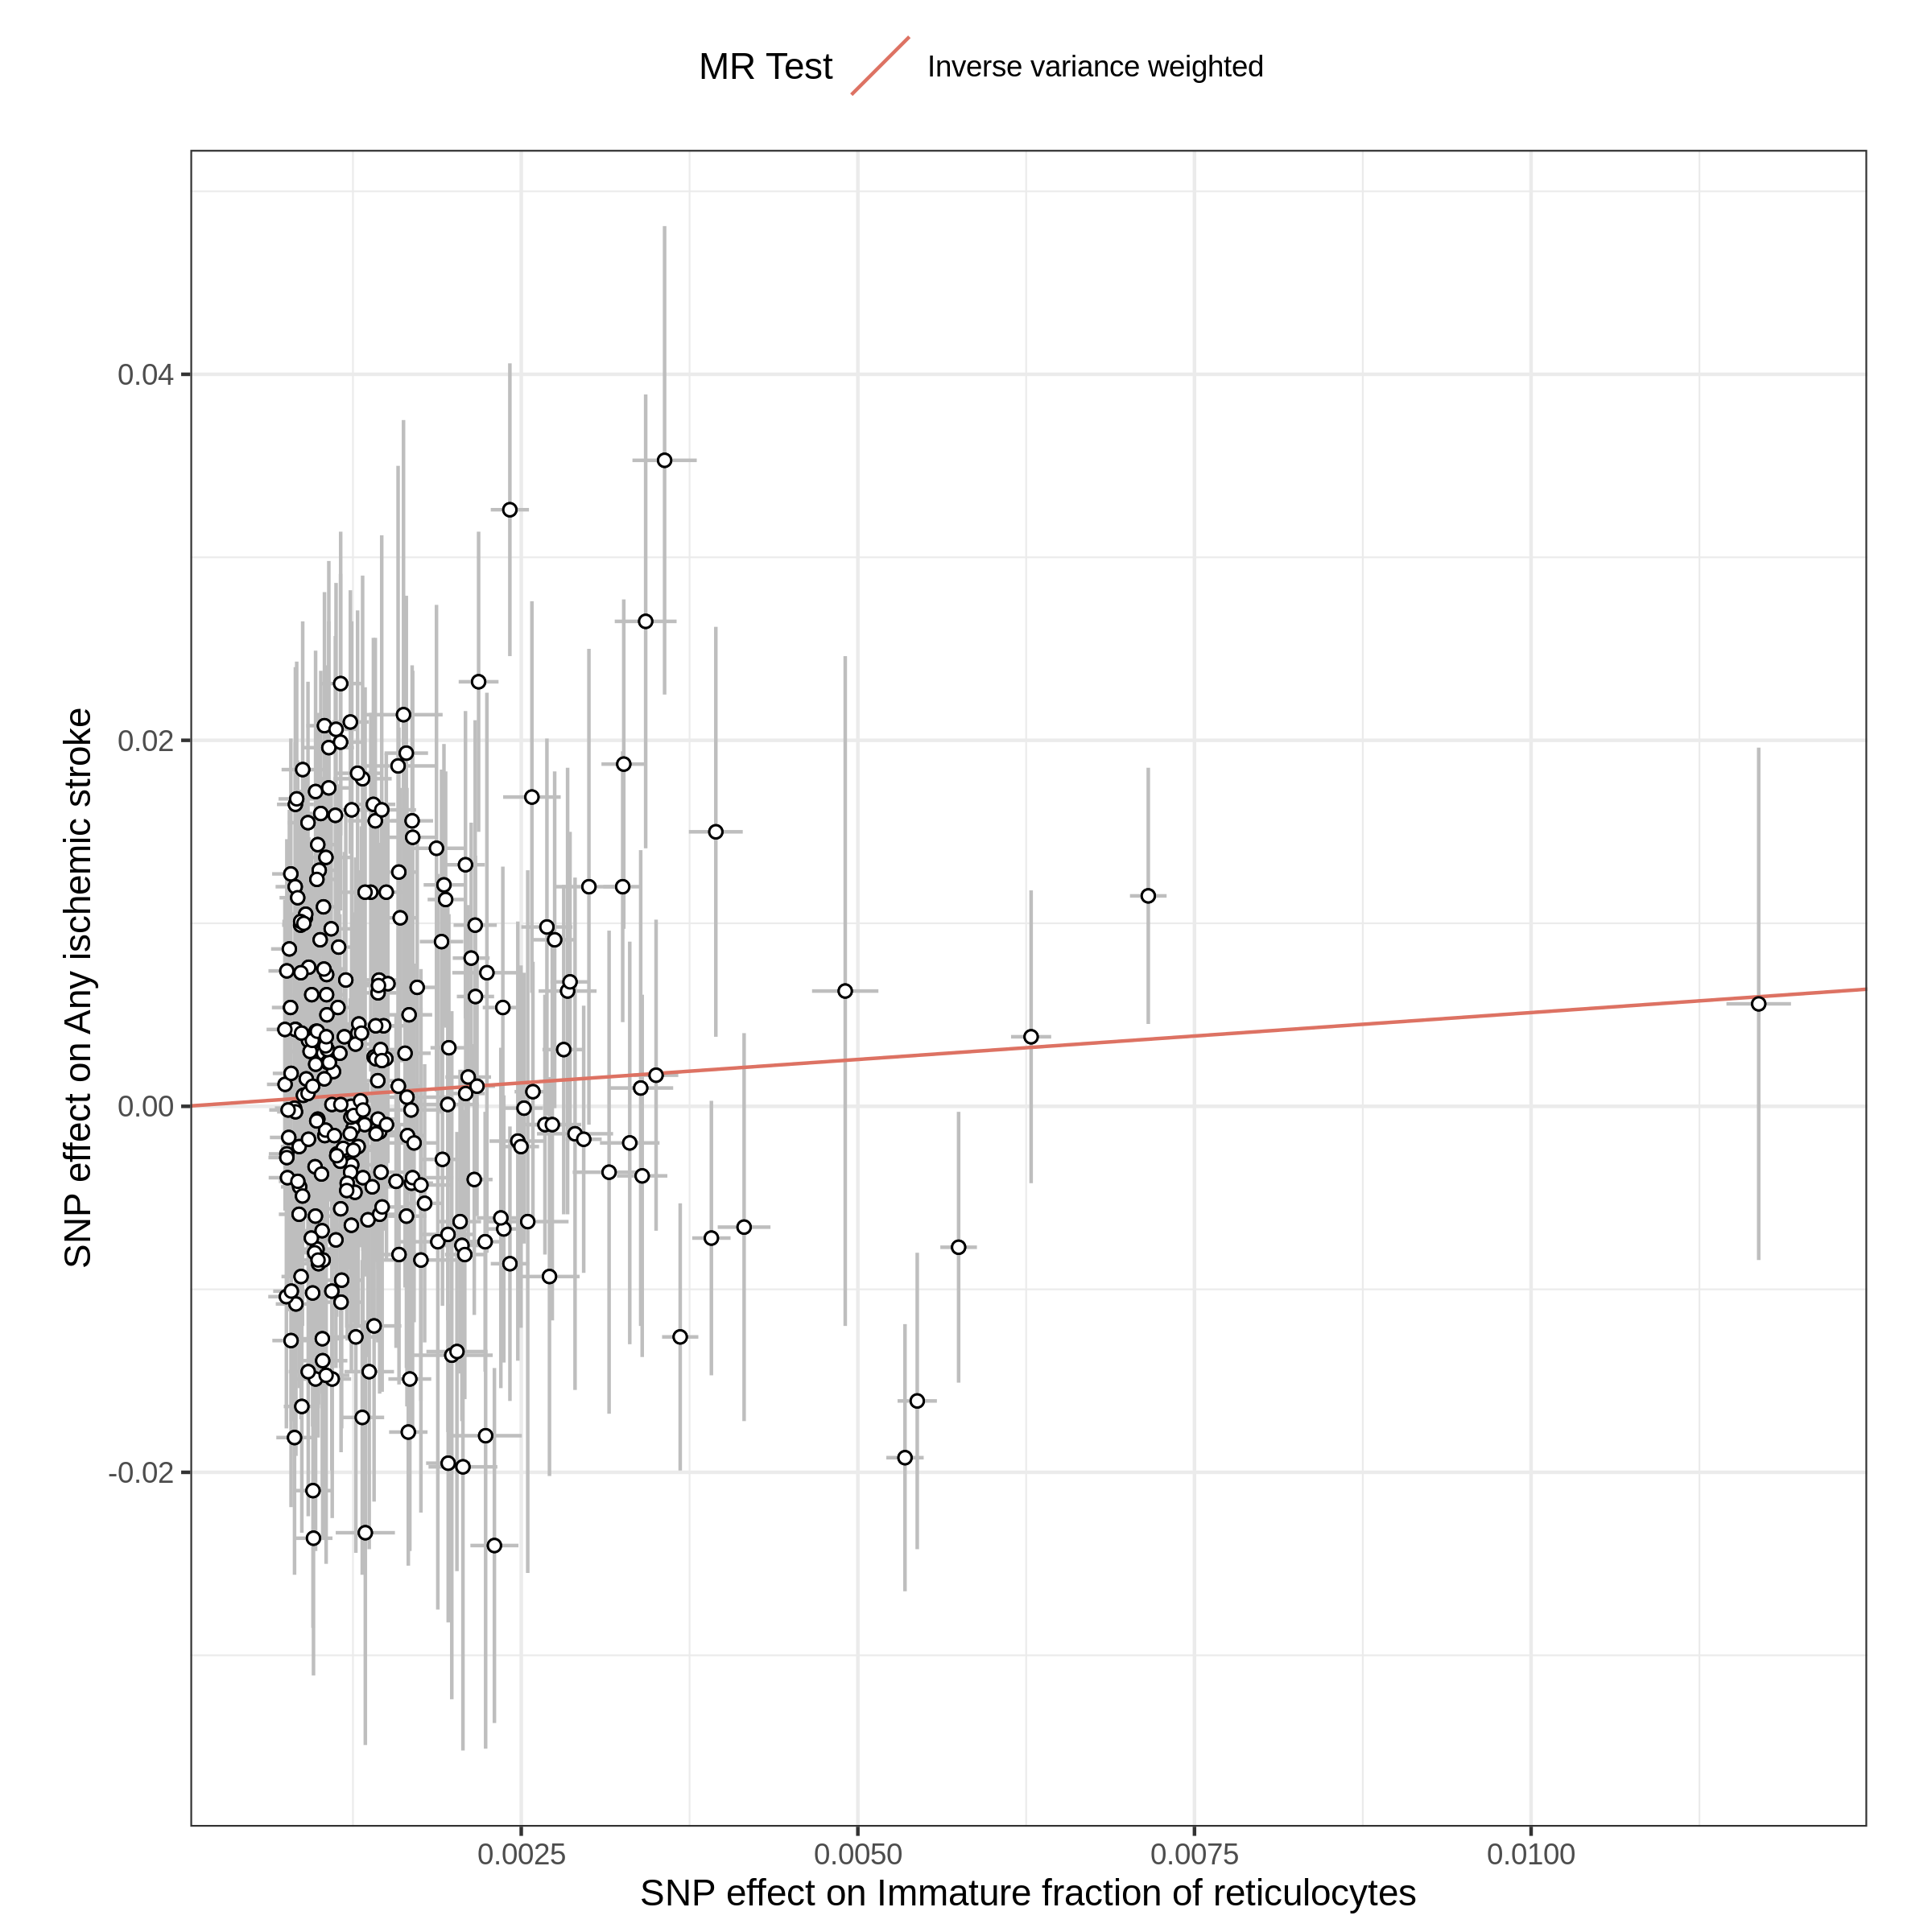 MR Test Inverse variance weighted
SNP effect on Any ischemic stroke
0.04
0.02
0.00
-0.02
0.0025 0.0050 0.0075 0.0100
SNP effect on Immature fraction of reticulocytes